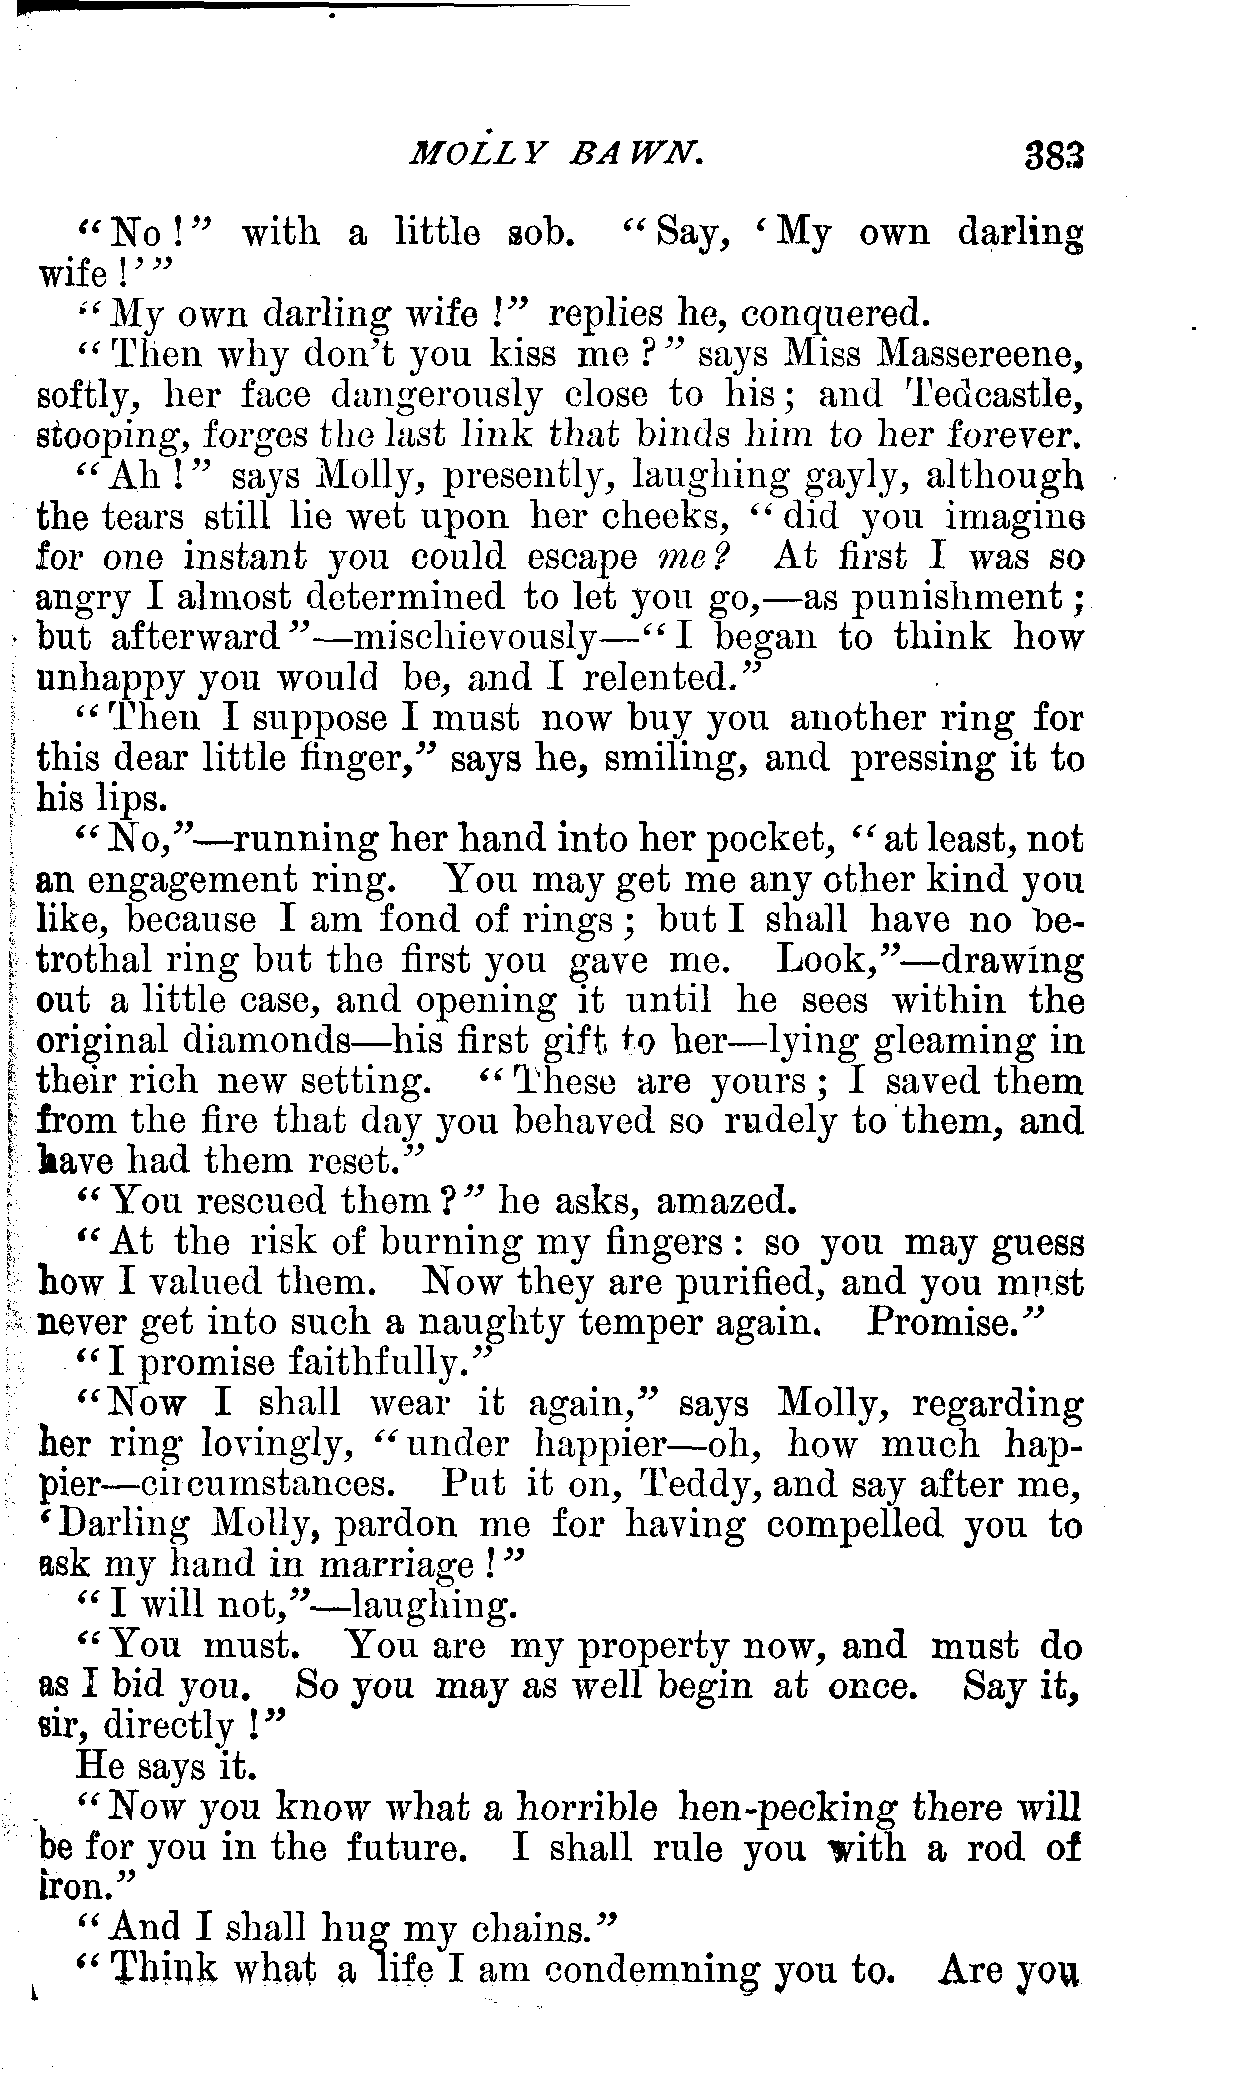 MOLLY BAWN. 383
"No!" with a little sob. "Say, 'My own darling
wife!'"
"My own darling wife!" replies he, conquered.
"Then why don't you kiss me?" says Miss Massereene,
softly, her face dangerously close to his; and Tedcastle,
stooping, forges the last link that binds him to her forever.
"Ah!" says Molly, presently, laughing gayly, although
the tears still lie wet upon her cheeks, "did you imagine
for one instant you could escape me? At first I was so
angry I almost determined to let you go,—as punishment;
but afterward"—mischievously—"I began to think how
unhappy you would be, and I relented."
"Then I suppose I must now buy you another ring for
this dear little finger," says he, smiling, and pressing it to
his lips.
"No,"—running her hand into her pocket, "at least, not
an engagement ring. You may get me any other kind you
like, because I am fond of rings; but I shall have no be-
trothal ring but the first you gave me. Look,"—drawing
out a little case, and opening it until he sees within the
original diamonds—his first gift to her—lying gleaming in
their rich new setting. "These are yours; I saved them
from the fire that day you behaved so rudely to them, and
have had them reset."
"You rescued them?" he asks, amazed.
"At the risk of burning my fingers: so you may guess
how I valued them. Now they are purified, and you must
never get into such a naughty temper again. Promise."
"I promise faithfully."
"Now I shall wear it again," says Molly, regarding
her ring lovingly, "under happier—oh, how much hap-
pier—circumstances. Put it on, Teddy, and say after me,
'Darling Molly, pardon me for having compelled you to
ask my hand in marriage!"
"I will not,"—laughing.
"You must. You are my property now, and must do
as I bid you. So you may as well begin at once. Say it,
sir, directly!"
He says it.
"Now you know what a horrible hen-pecking there will
be for you in the future. I shall rule you with a rod of
iron."
"And I shall hug my chains."
"Think what a life I am condemning you to. Are you